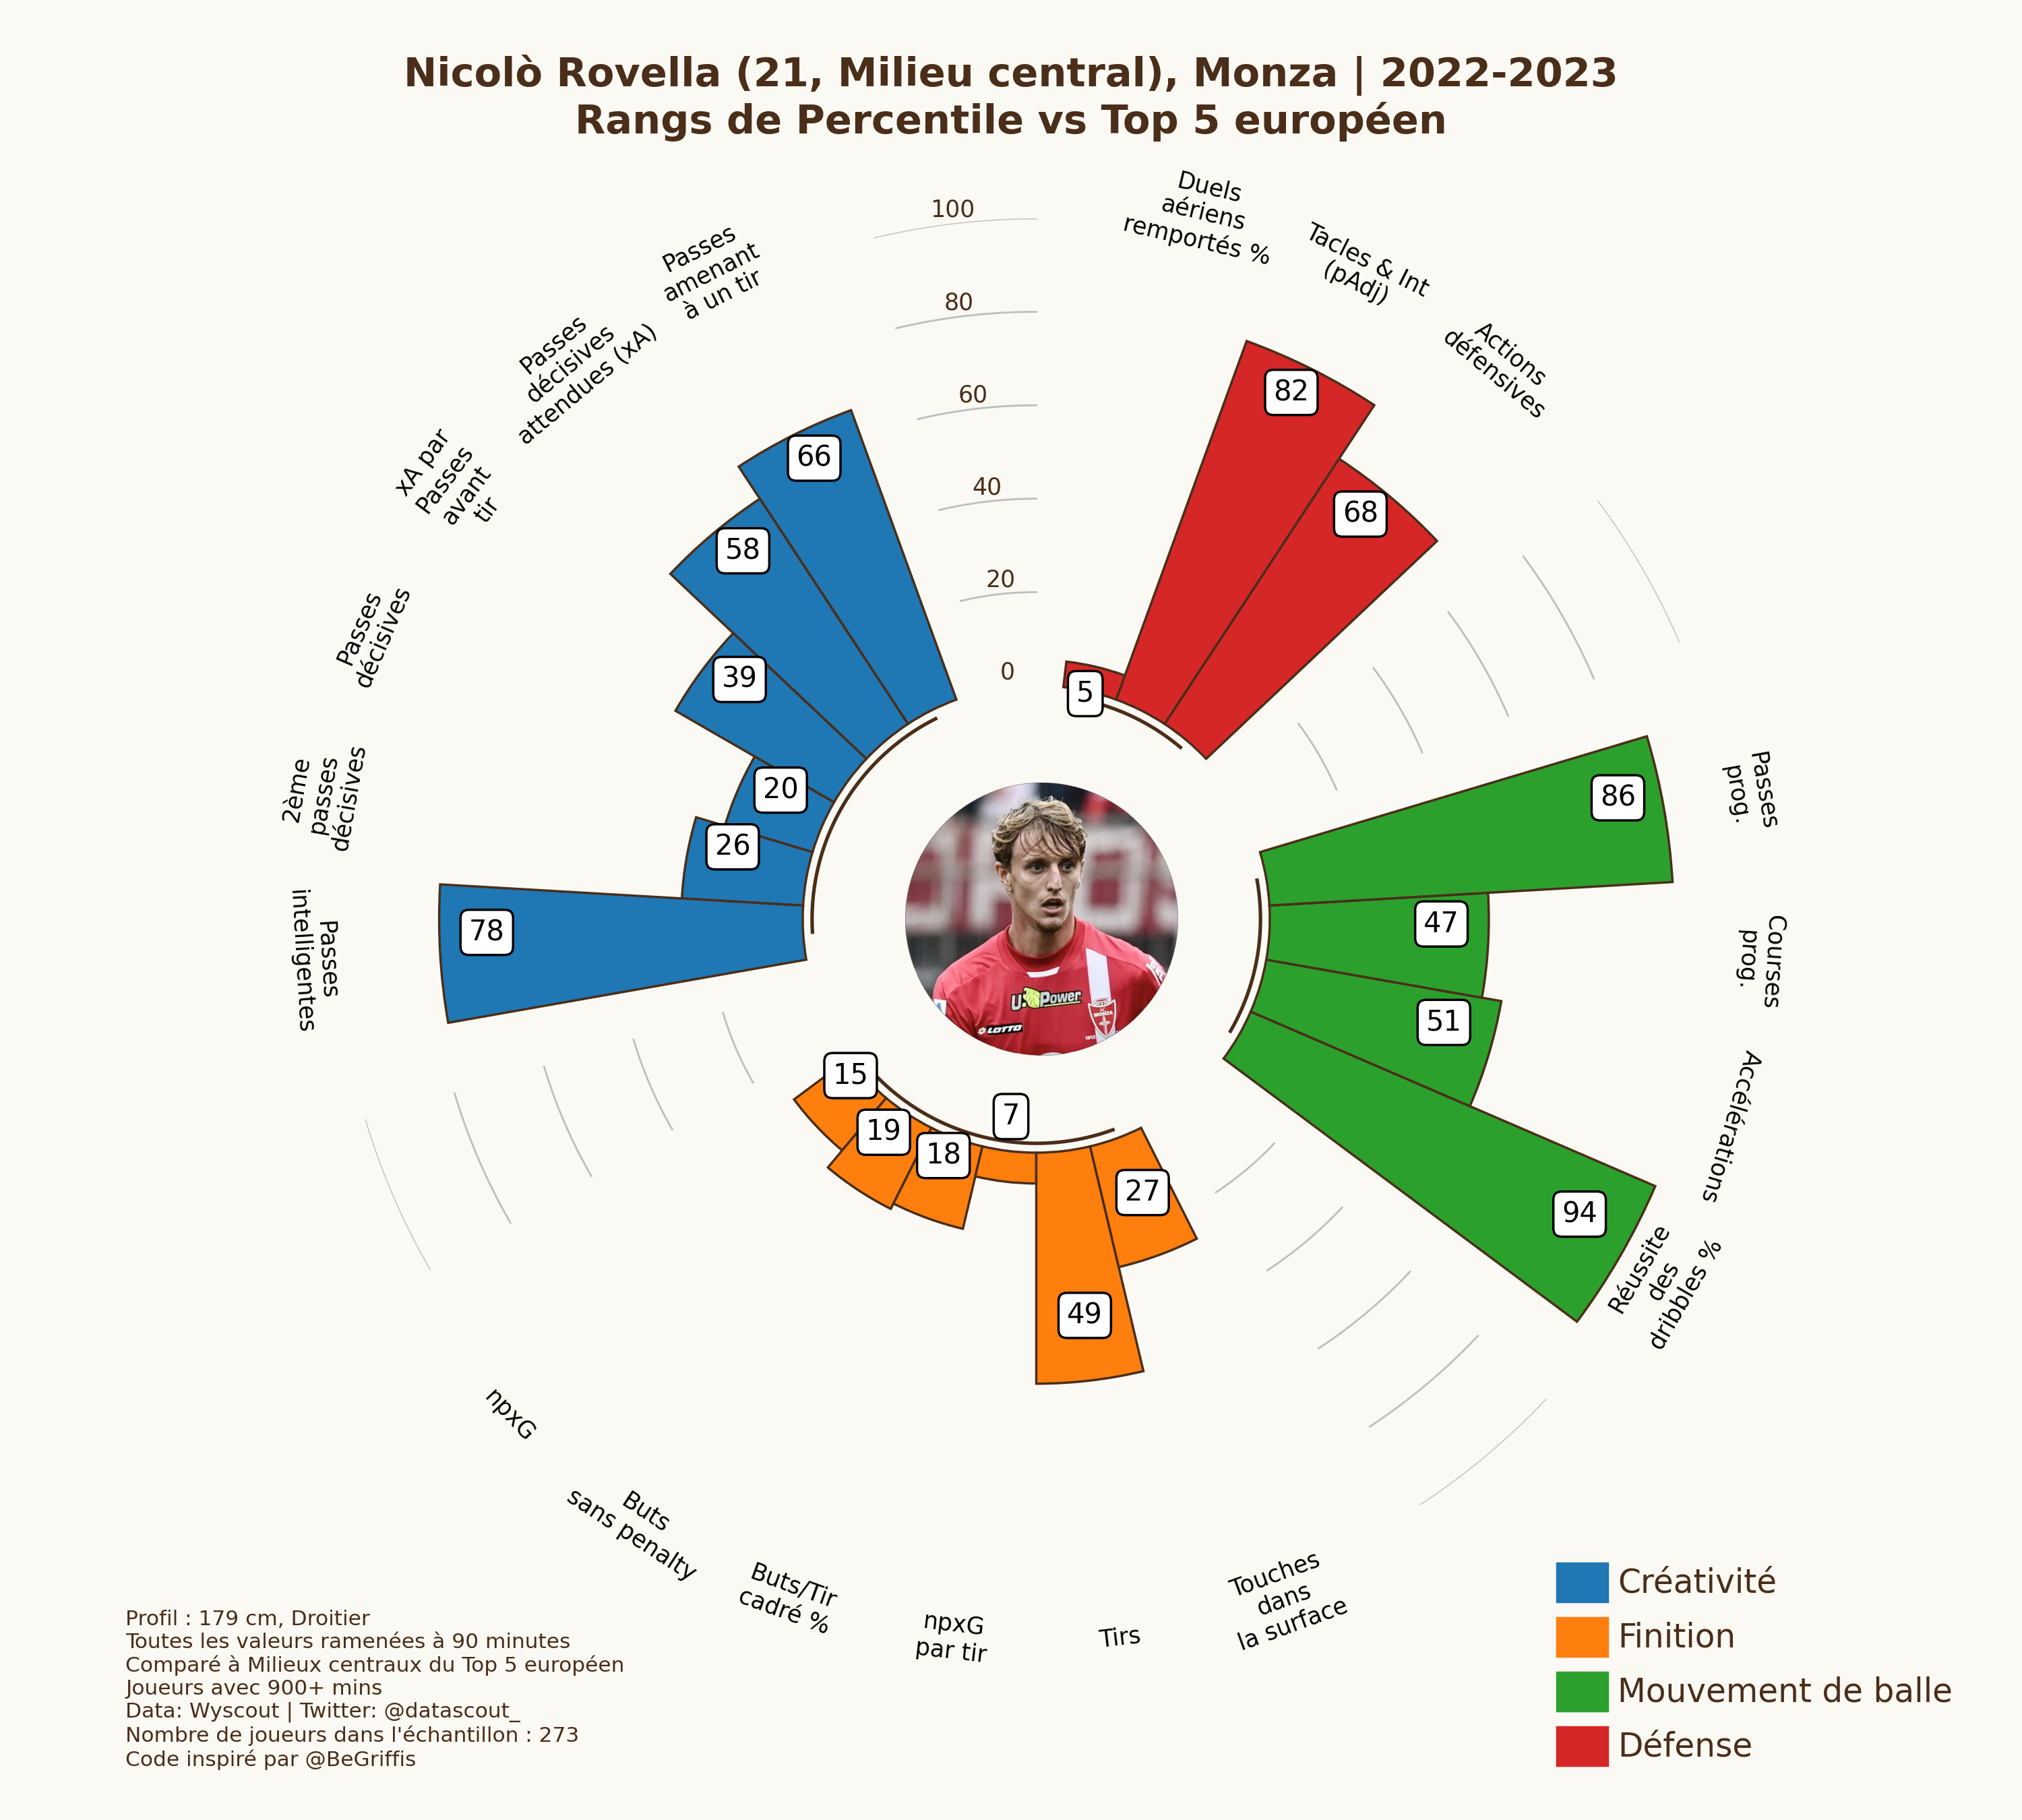 Nicolò Rovella (21, Milieu central), Monza | 2022-2023
Rangs de Percentile vs Top 5 européen
Duels
aériens
remportés %
Tacles & Int
(pAdj)
Actions
défensives
Passes
prog.
Courses
prog.
Accélérations
Réussite
des
dribbles %
Touches
dans
la surface
Tirs
npxG
par tir
Buts/Tir
cadré %
Buts
sans penalty
npxG
Passes
intelligentes
2ème
passes
décisives
Passes
décisives
xA par
Passes
avant
tir
Passes
décisives
attendues (xA)
Passes
amenant
à un tir
100
80
60
40
20
0
5
82
68
86
47
51
94
27
49
7
18
19
15
78
26
20
39
58
66
U-Power
LOTTO
MONZA
Créativité
Finition
Mouvement de balle
Défense
Profil : 179 cm, Droitier
Toutes les valeurs ramenées à 90 minutes
Comparé à Milieux centraux du Top 5 européen
Joueurs avec 900+ mins
Data: Wyscout | Twitter: @datascout_
Nombre de joueurs dans l'échantillon : 273
Code inspiré par @BeGriffis